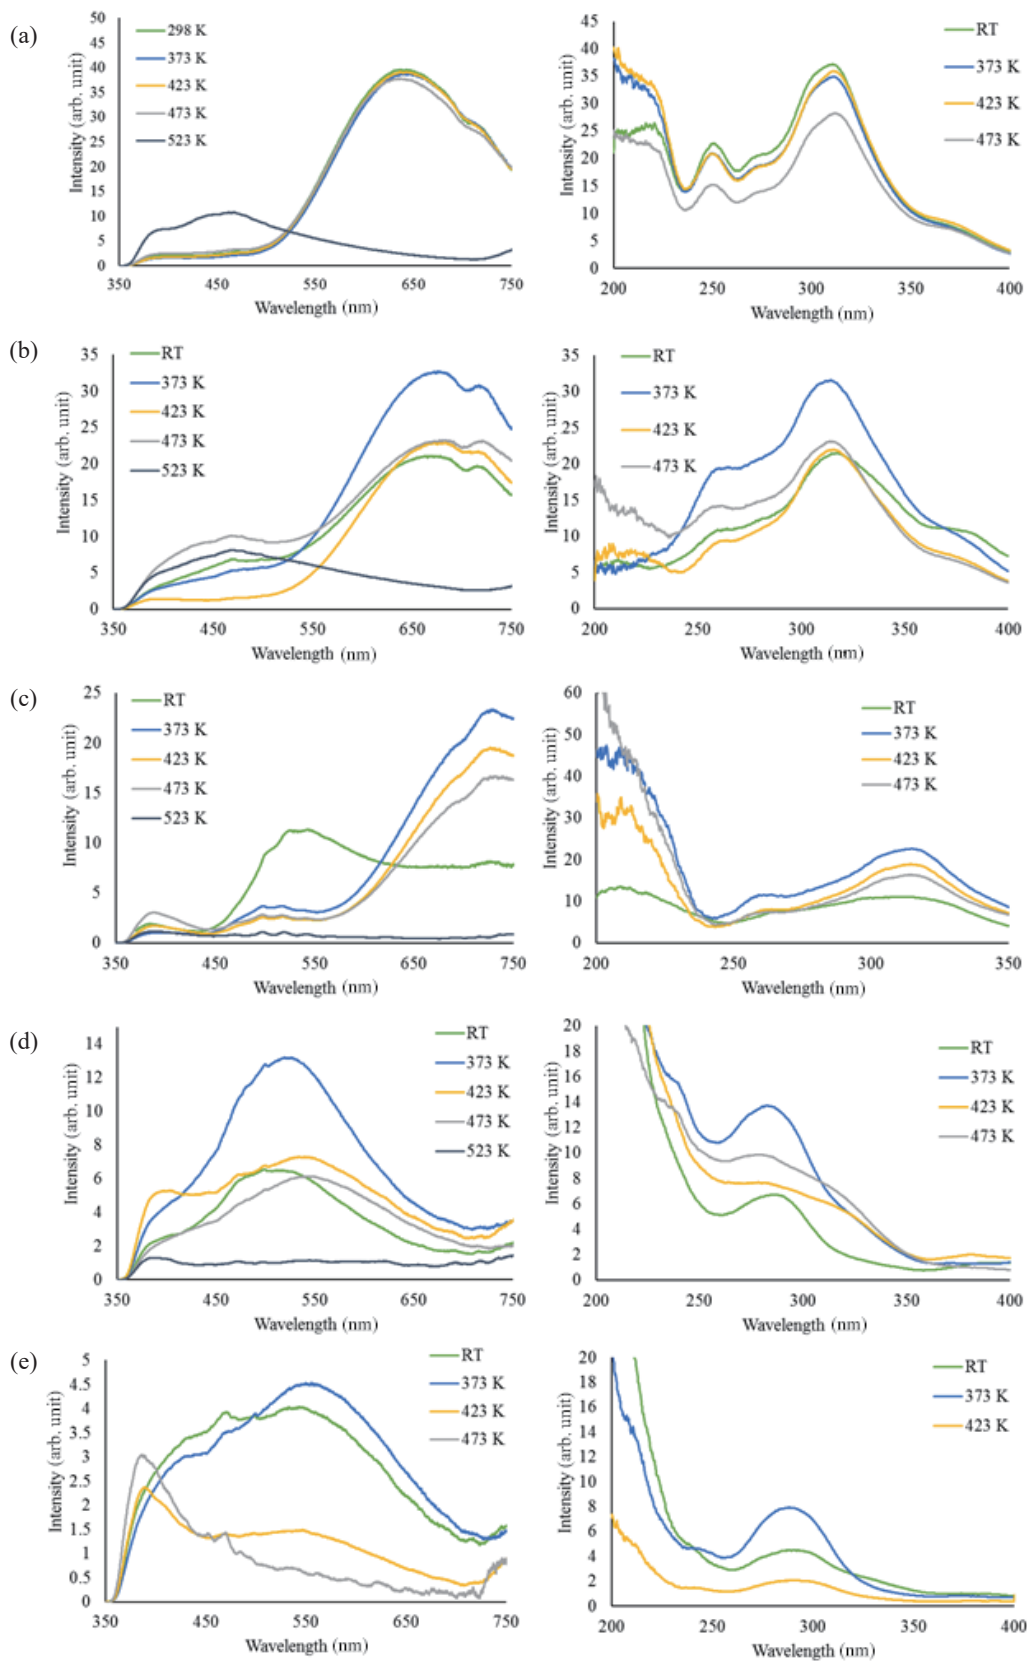 (a)
Intensity (arb. unit)
50
45
40
35
30
25
20
15
10
5
0
298 K
373 K
423 K
473 K
523 K
350
450
550
650
750
Wavelength (nm)
Intensity (arb. unit)
45
40
35
30
25
20
15
10
5
0
RT
373 K
423 K
473 K
200
250
300
350
400
Wavelength (nm)
(b)
Intensity (arb. unit)
35
30
25
20
15
10
5
0
RT
373 K
423 K
473 K
523 K
350
450
550
650
750
Wavelength (nm)
Intensity (arb. unit)
35
30
25
20
15
10
5
0
RT
373 K
423 K
473 K
200
250
300
350
400
Wavelength (nm)
(c)
Intensity (arb. unit)
25
20
15
10
5
0
RT
373 K
423 K
473 K
523 K
350
450
550
650
750
Wavelength (nm)
Intensity (arb. unit)
60
50
40
30
20
10
0
RT
373 K
423 K
473 K
200
250
300
350
Wavelength (nm)
(d)
Intensity (arb. unit)
14
12
10
8
6
4
2
0
RT
373 K
423 K
473 K
523 K
350
450
550
650
750
Wavelength (nm)
Intensity (arb. unit)
20
18
16
14
12
10
8
6
4
2
0
RT
373 K
423 K
473 K
200
250
300
350
400
Wavelength (nm)
(e)
Intensity (arb. unit)
5
4.5
4
3.5
3
2.5
2
1.5
1
0.5
0
RT
373 K
423 K
473 K
350
450
550
650
750
Wavelength (nm)
Intensity (arb. unit)
20
18
16
14
12
10
8
6
4
2
0
RT
373 K
423 K
200
250
300
350
400
Wavelength (nm)